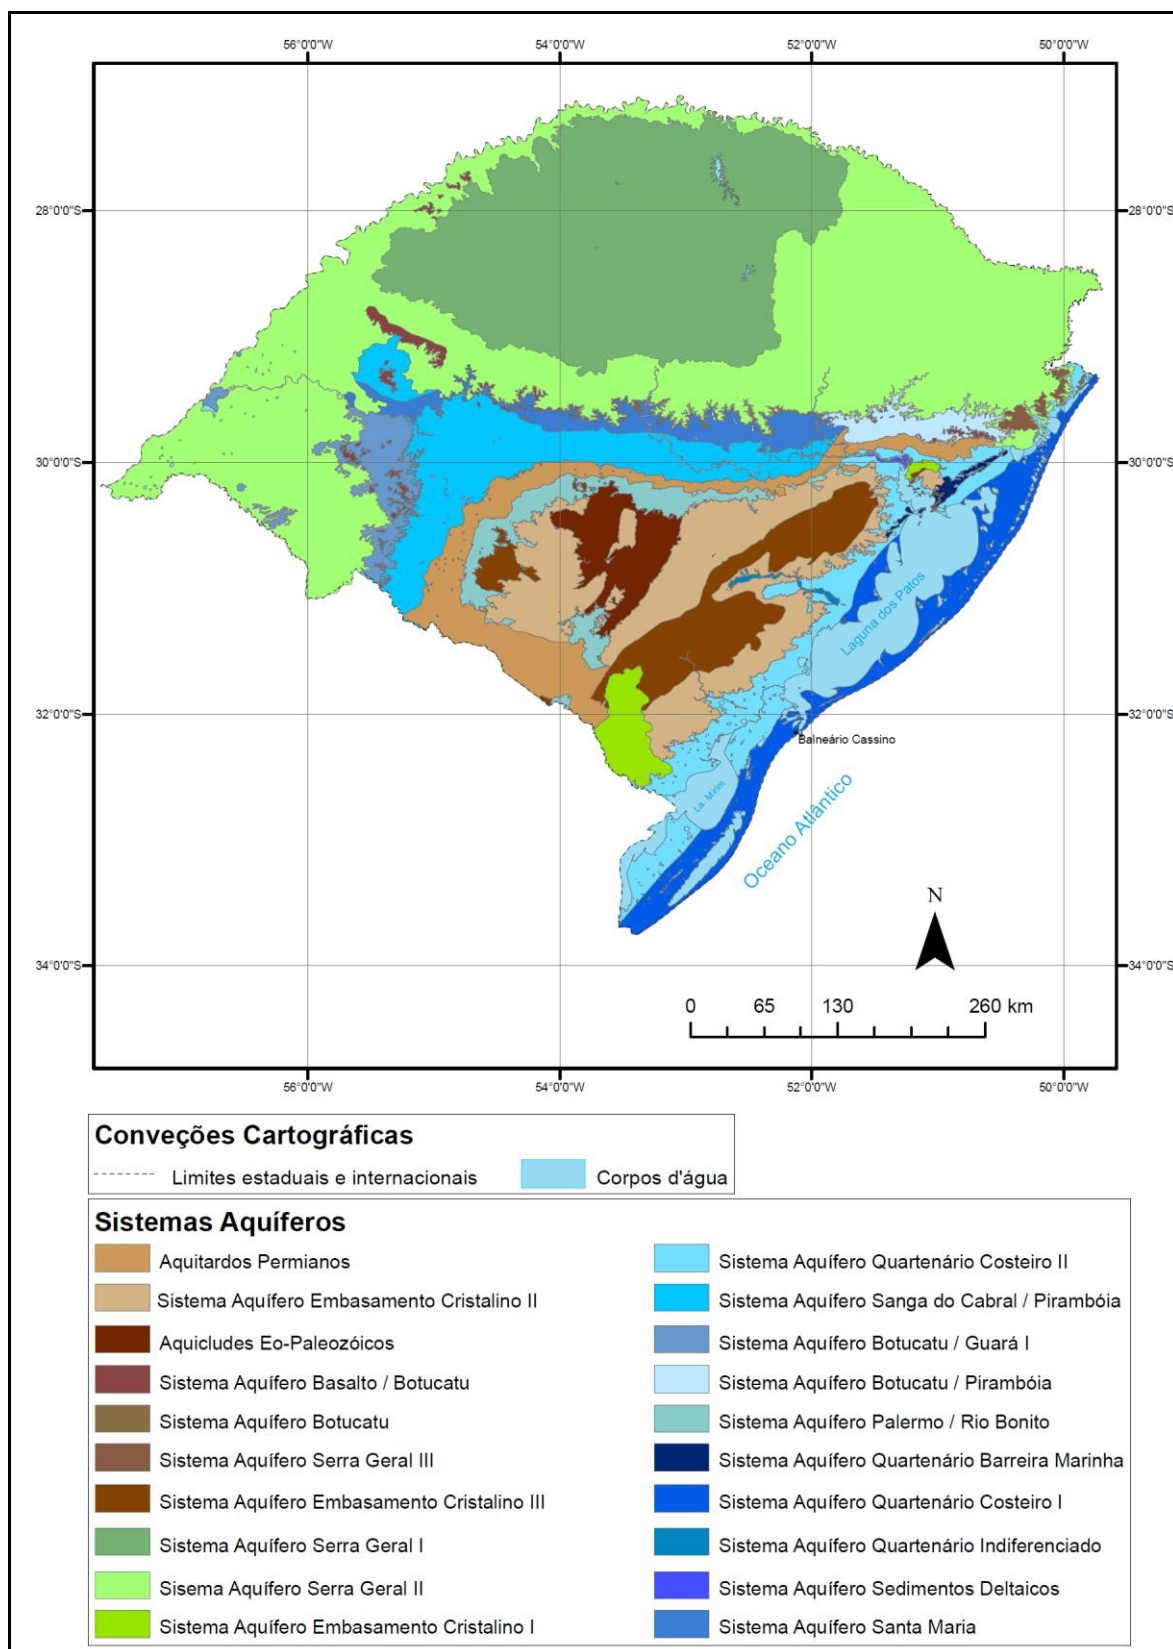 56°0'0"W 54°0'0"W 52°0'0"W 50°0'0"W
28°0'0"S 28°0'0"S
30°0'0"S 30°0'0"S
Laguna dos Patos
32°0'0"S 32°0'0"S
Balneário Cassino
La. Mirim
Oceano Atlântico
N
34°0'0"S 34°0'0"S
0 65 130 260 km
56°0'0"W 54°0'0"W 52°0'0"W 50°0'0"W
Conveções Cartográficas
Limites estaduais e internacionais
Corpos d'água
Sistemas Aquíferos
Aquitardos Permianos
Sistema Aquífero Embasamento Cristalino II
Aquicludes Eo-Paleozóicos
Sistema Aquífero Basalto / Botucatu
Sistema Aquífero Botucatu
Sistema Aquífero Serra Geral III
Sistema Aquífero Embasamento Cristalino III
Sistema Aquífero Serra Geral I
Sisema Aquífero Serra Geral II
Sistema Aquífero Embasamento Cristalino I
Sistema Aquífero Quartenário Costeiro II
Sistema Aquífero Sanga do Cabral / Pirambóia
Sistema Aquífero Botucatu / Guará I
Sistema Aquífero Botucatu / Pirambóia
Sistema Aquífero Palermo / Rio Bonito
Sistema Aquífero Quartenário Barreira Marinha
Sistema Aquífero Quartenário Costeiro I
Sistema Aquífero Quartenário Indiferenciado
Sistema Aquífero Sedimentos Deltaicos
Sistema Aquífero Santa Maria